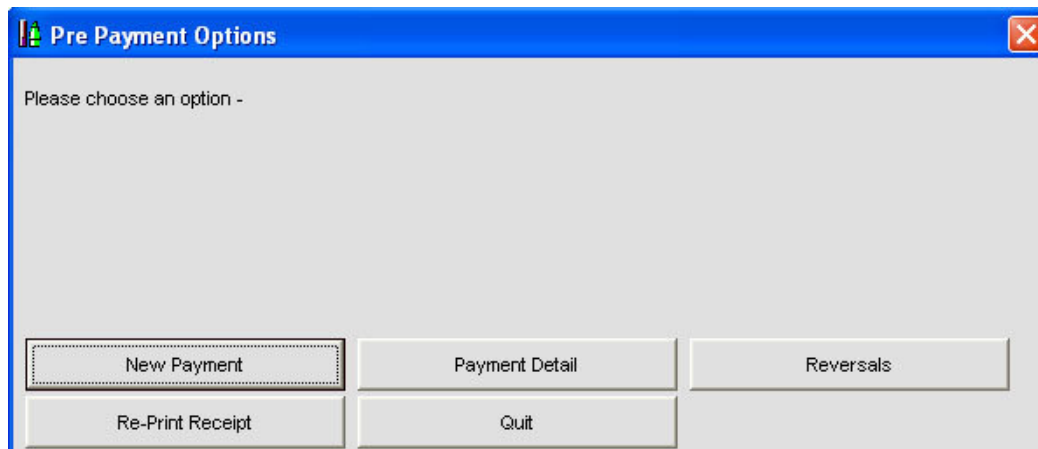 Pre Payment Options
Please choose an option -
New Payment Payment Detail Reversals
Re-Print Receipt Quit